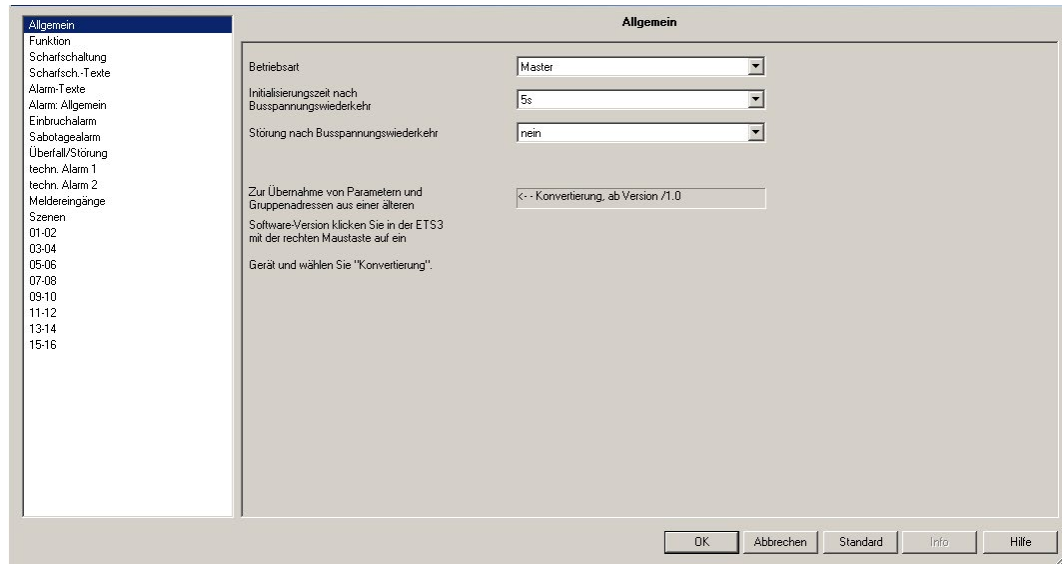 Allgemein
Funktion
Scharfschaltung
Scharfsch.-Texte
Alarm-Texte
Alarm: Allgemein
Einbruchalarm
Sabotagealarm
Überfall/Störung
techn. Alarm 1
techn. Alarm 2
Meldereingänge
Szenen
01-02
03-04
05-06
07-08
09-10
11-12
13-14
15-16
Allgemein
Betriebsart
Master
Initialisierungszeit nach
Busspannungswiederkehr
5s
Störung nach Busspannungswiederkehr
nein
Zur Übernahme von Parametern und
Gruppenadressen aus einer älteren
<- - Konvertierung, ab Version /1.0
Software-Version klicken Sie in der ETS3
mit der rechten Maustaste auf ein
Gerät und wählen Sie "Konvertierung".
OK Abbrechen Standard Info Hilfe